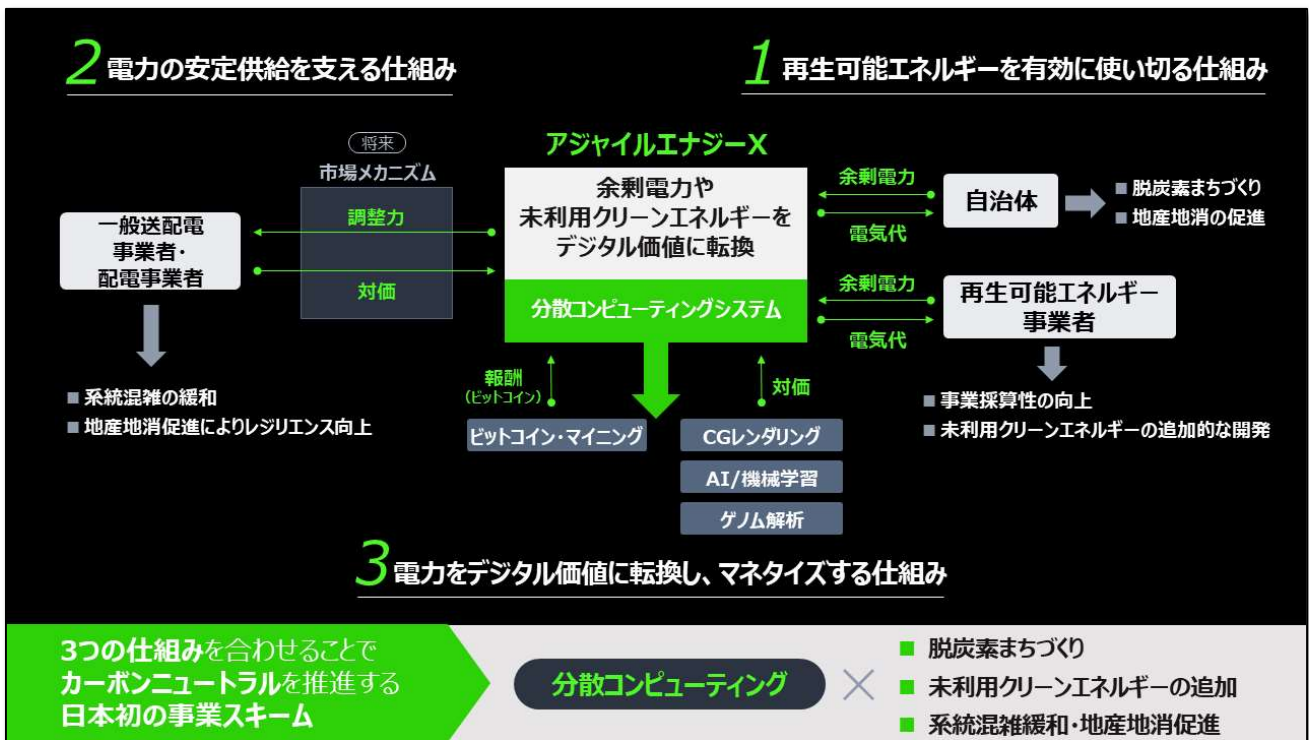 2 電力の安定供給を支える仕組み
1 再生可能エネルギーを有効に使い切る仕組み
将来
市場メカニズム
調整力
対価
一般送配電
事業者・
配電事業者
■ 系統混雑の緩和
■ 地産地消促進によりレジリエンス向上
アジャイルエナジーX
余剰電力や
未利用クリーンエネルギーを
デジタル価値に転換
分散コンピューティングシステム
余剰電力
電気代
自治体
■ 脱炭素まちづくり
■ 地産地消の促進
余剰電力
電気代
再生可能エネルギー
事業者
■ 事業採算性の向上
■ 未利用クリーンエネルギーの追加的な開発
報酬
(ビットコイン)
対価
ビットコイン・マイニング
CGレンダリング
AI/機械学習
ゲノム解析
3 電力をデジタル価値に転換し、マネタイズする仕組み
3つの仕組みを合わせることで
カーボンニュートラルを推進する
日本初の事業スキーム
分散コンピューティング
×
■ 脱炭素まちづくり
■ 未利用クリーンエネルギーの追加
■ 系統混雑緩和・地産地消促進